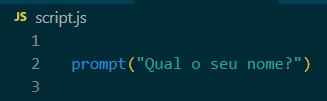 JS script.js
1
2 prompt("Qual o seu nome?")
3